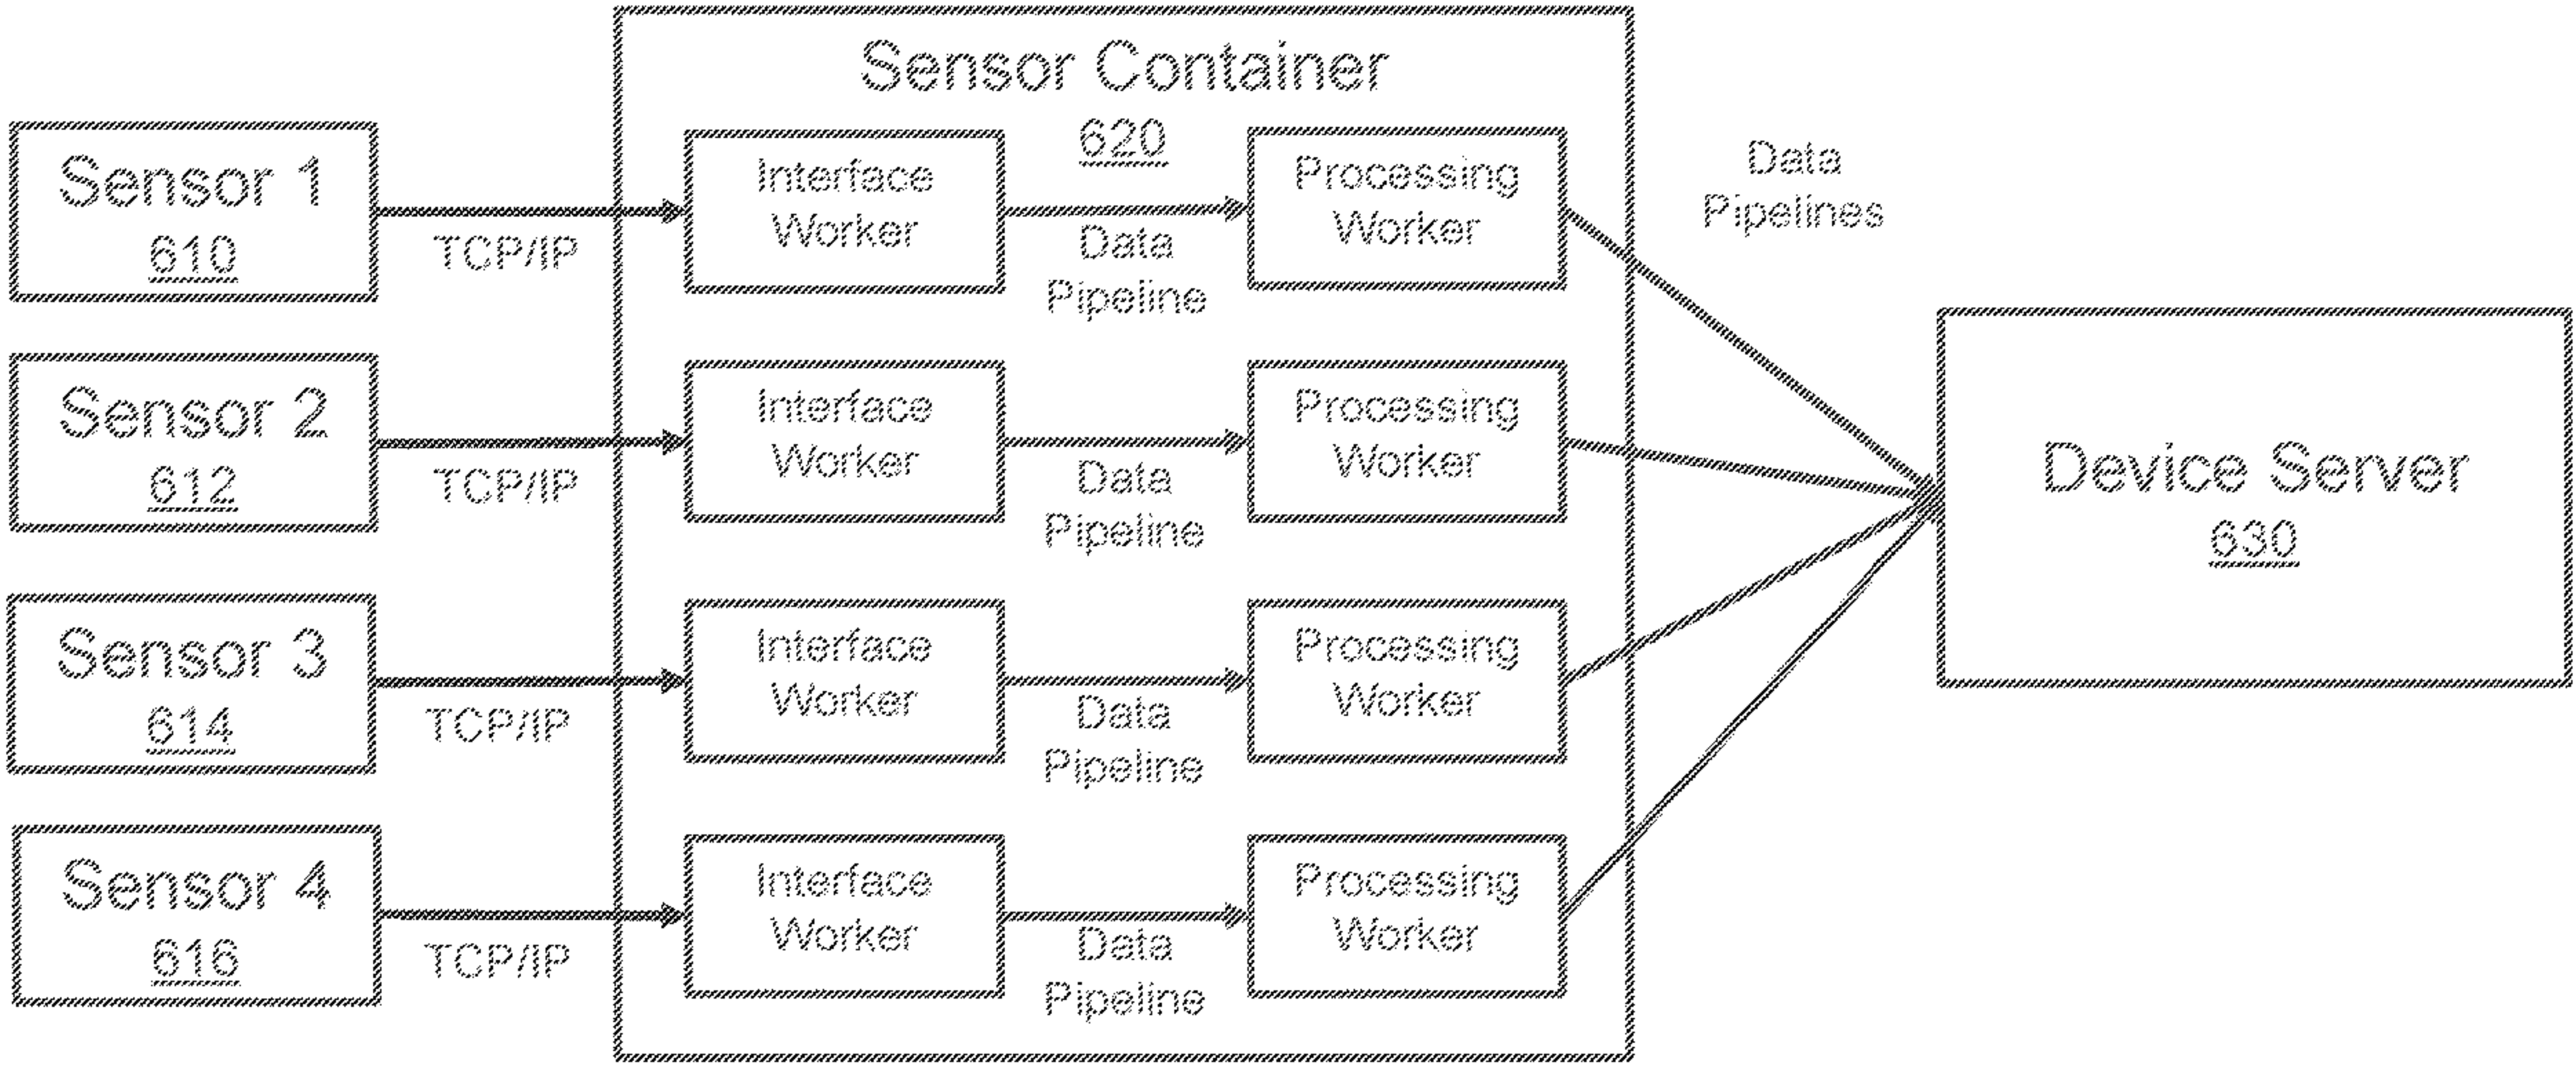 Sensor Container
620
Sensor 1
610
TCP/IP
Interface
Worker
Data
Pipeline
Processing
Worker
Data
Pipelines
Sensor 2
612
TCP/IP
Interface
Worker
Data
Pipeline
Processing
Worker
Device Server
630
Sensor 3
614
TCP/IP
Interface
Worker
Data
Pipeline
Processing
Worker
Sensor 4
616
TCP/IP
Interface
Worker
Data
Pipeline
Processing
Worker